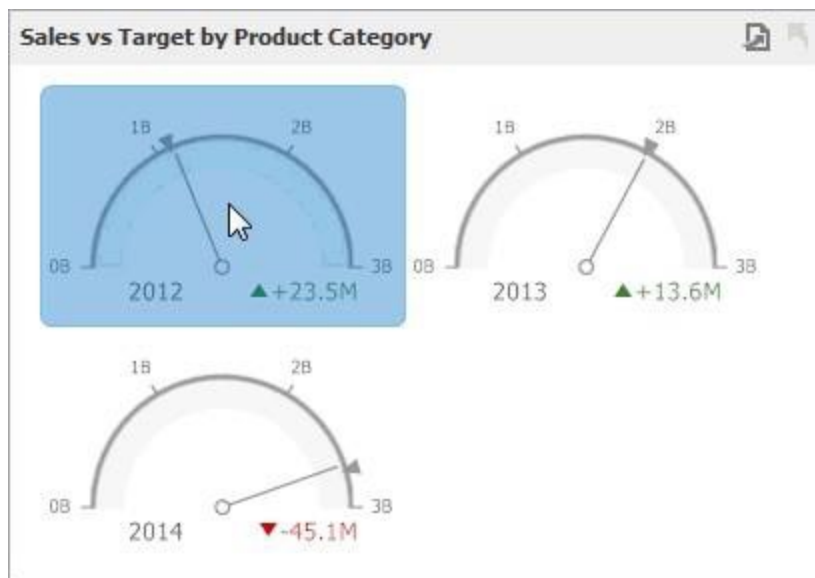 Sales vs Target by Product Category
1B 2B
0B 3B
2012 ▲+23.5M
1B 2B
0B 3B
2013 ▲+13.6M
1B 2B
0B 3B
2014 ▼-45.1M